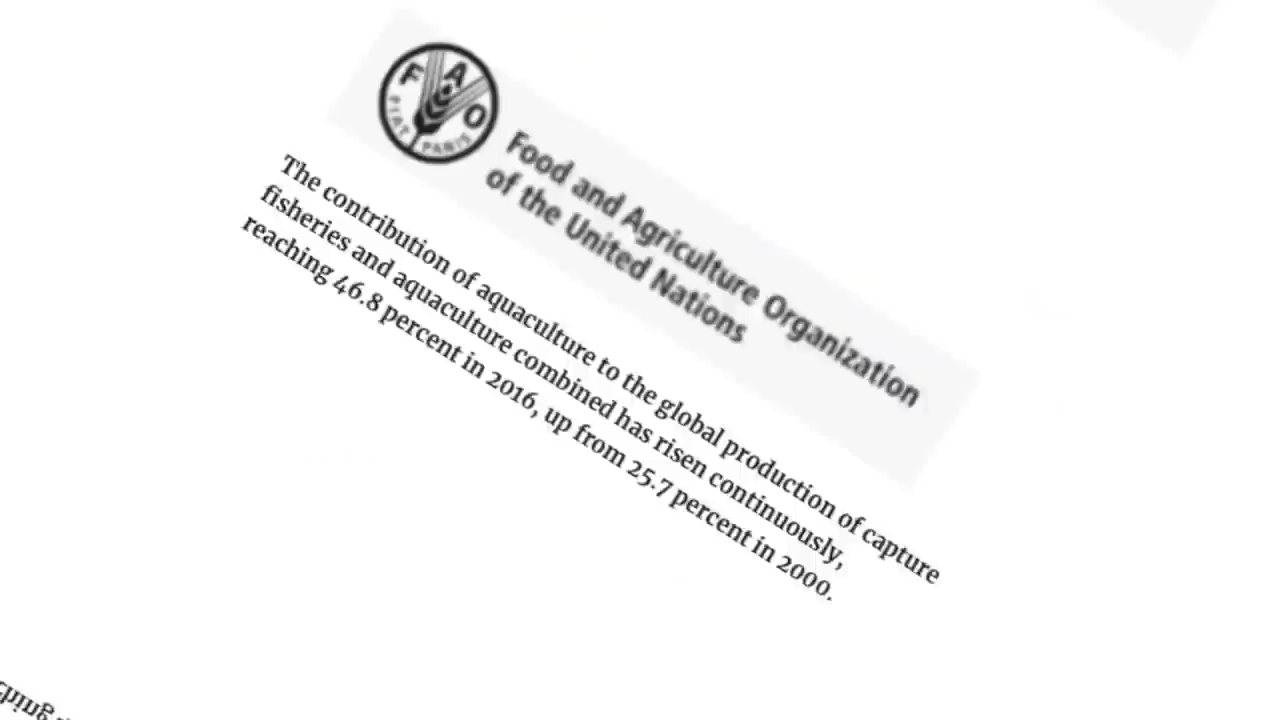 F A O
FIAT PANIS
Food and Agriculture Organization
of the United Nations
The contribution of aquaculture to the global production of capture
fisheries and aquaculture combined has risen continuously,
reaching 46.8 percent in 2016, up from 25.7 percent in 2000.